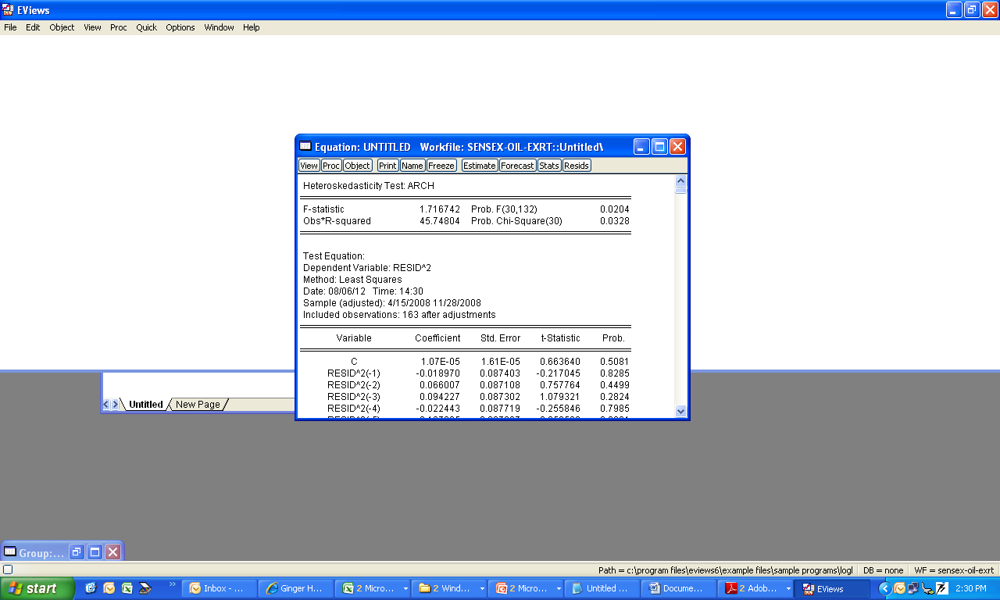 EViews
File Edit Object View Proc Quick Options Window Help
Equation: UNTITLED Workfile: SENSEX-OIL-EXRT::Untitled\
View Proc Object Print Name Freeze Estimate Forecast Stats Resids
Heteroskedasticity Test: ARCH
F-statistic 1.716742 Prob. F(30,132) 0.0204
Obs*R-squared 45.74804 Prob. Chi-Square(30) 0.0328
Test Equation:
Dependent Variable: RESID^2
Method: Least Squares
Date: 08/06/12 Time: 14:30
Sample (adjusted): 4/15/2008 11/28/2008
Included observations: 163 after adjustments
Variable Coefficient Std. Error t-Statistic Prob.
C 1.07E-05 1.61E-05 0.663640 0.5081
RESID^2(-1) -0.018970 0.087403 -0.217045 0.8285
RESID^2(-2) 0.066007 0.087108 0.757764 0.4499
RESID^2(-3) 0.094227 0.087302 1.079321 0.2824
RESID^2(-4) -0.022443 0.087719 -0.255846 0.7985
Untitled New Page
Group:...
Path = c:\program files\eviews6\example files\sample programs\logl DB = none WF = sensex-oil-exrt
start Inbox - ... Ginger H... 2 Micro... 2 Wind... 2 Micro... Untitled ... Docume... 2 Adob... EViews 2:30 PM